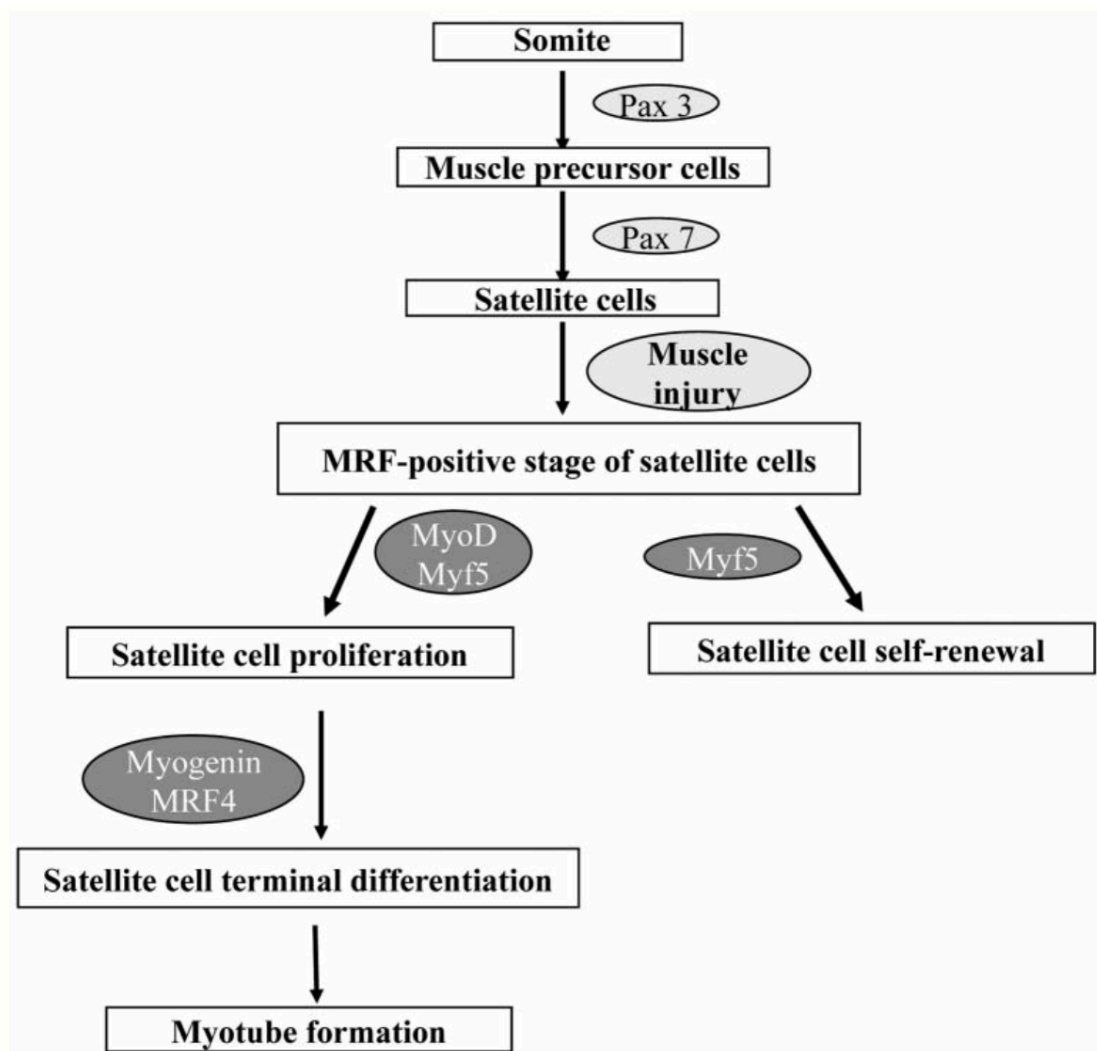 Somite
Pax 3
Muscle precursor cells
Pax 7
Satellite cells
Muscle
injury
MRF-positive stage of satellite cells
MyoD
Myf5
Myf5
Satellite cell proliferation
Satellite cell self-renewal
Myogenin
MRF4
Satellite cell terminal differentiation
Myotube formation